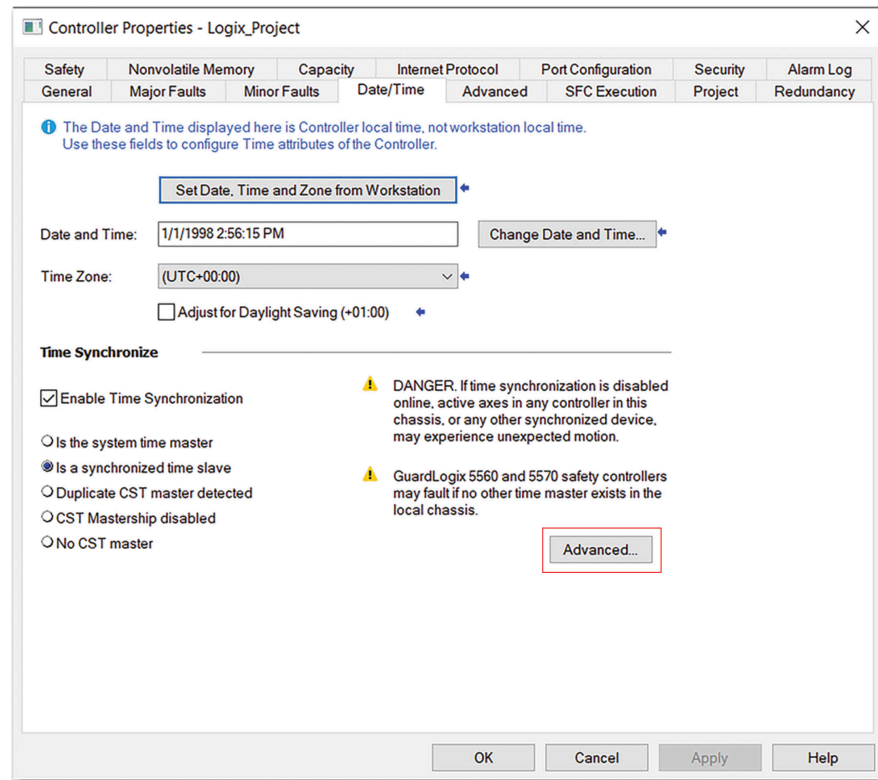 Controller Properties - Logix_Project
Safety Nonvolatile Memory Capacity Internet Protocol Port Configuration Security Alarm Log
General Major Faults Minor Faults Date/Time Advanced SFC Execution Project Redundancy
The Date and Time displayed here is Controller local time, not workstation local time.
Use these fields to configure Time attributes of the Controller.
Set Date, Time and Zone from Workstation
Date and Time: 1/1/1998 2:56:15 PM Change Date and Time...
Time Zone: (UTC+00:00)
Adjust for Daylight Saving (+01:00)
Time Synchronize
Enable Time Synchronization
Is the system time master
Is a synchronized time slave
Duplicate CST master detected
CST Mastership disabled
No CST master
DANGER. If time synchronization is disabled
online, active axes in any controller in this
chassis, or any other synchronized device,
may experience unexpected motion.
GuardLogix 5560 and 5570 safety controllers
may fault if no other time master exists in the
local chassis.
Advanced...
OK Cancel Apply Help